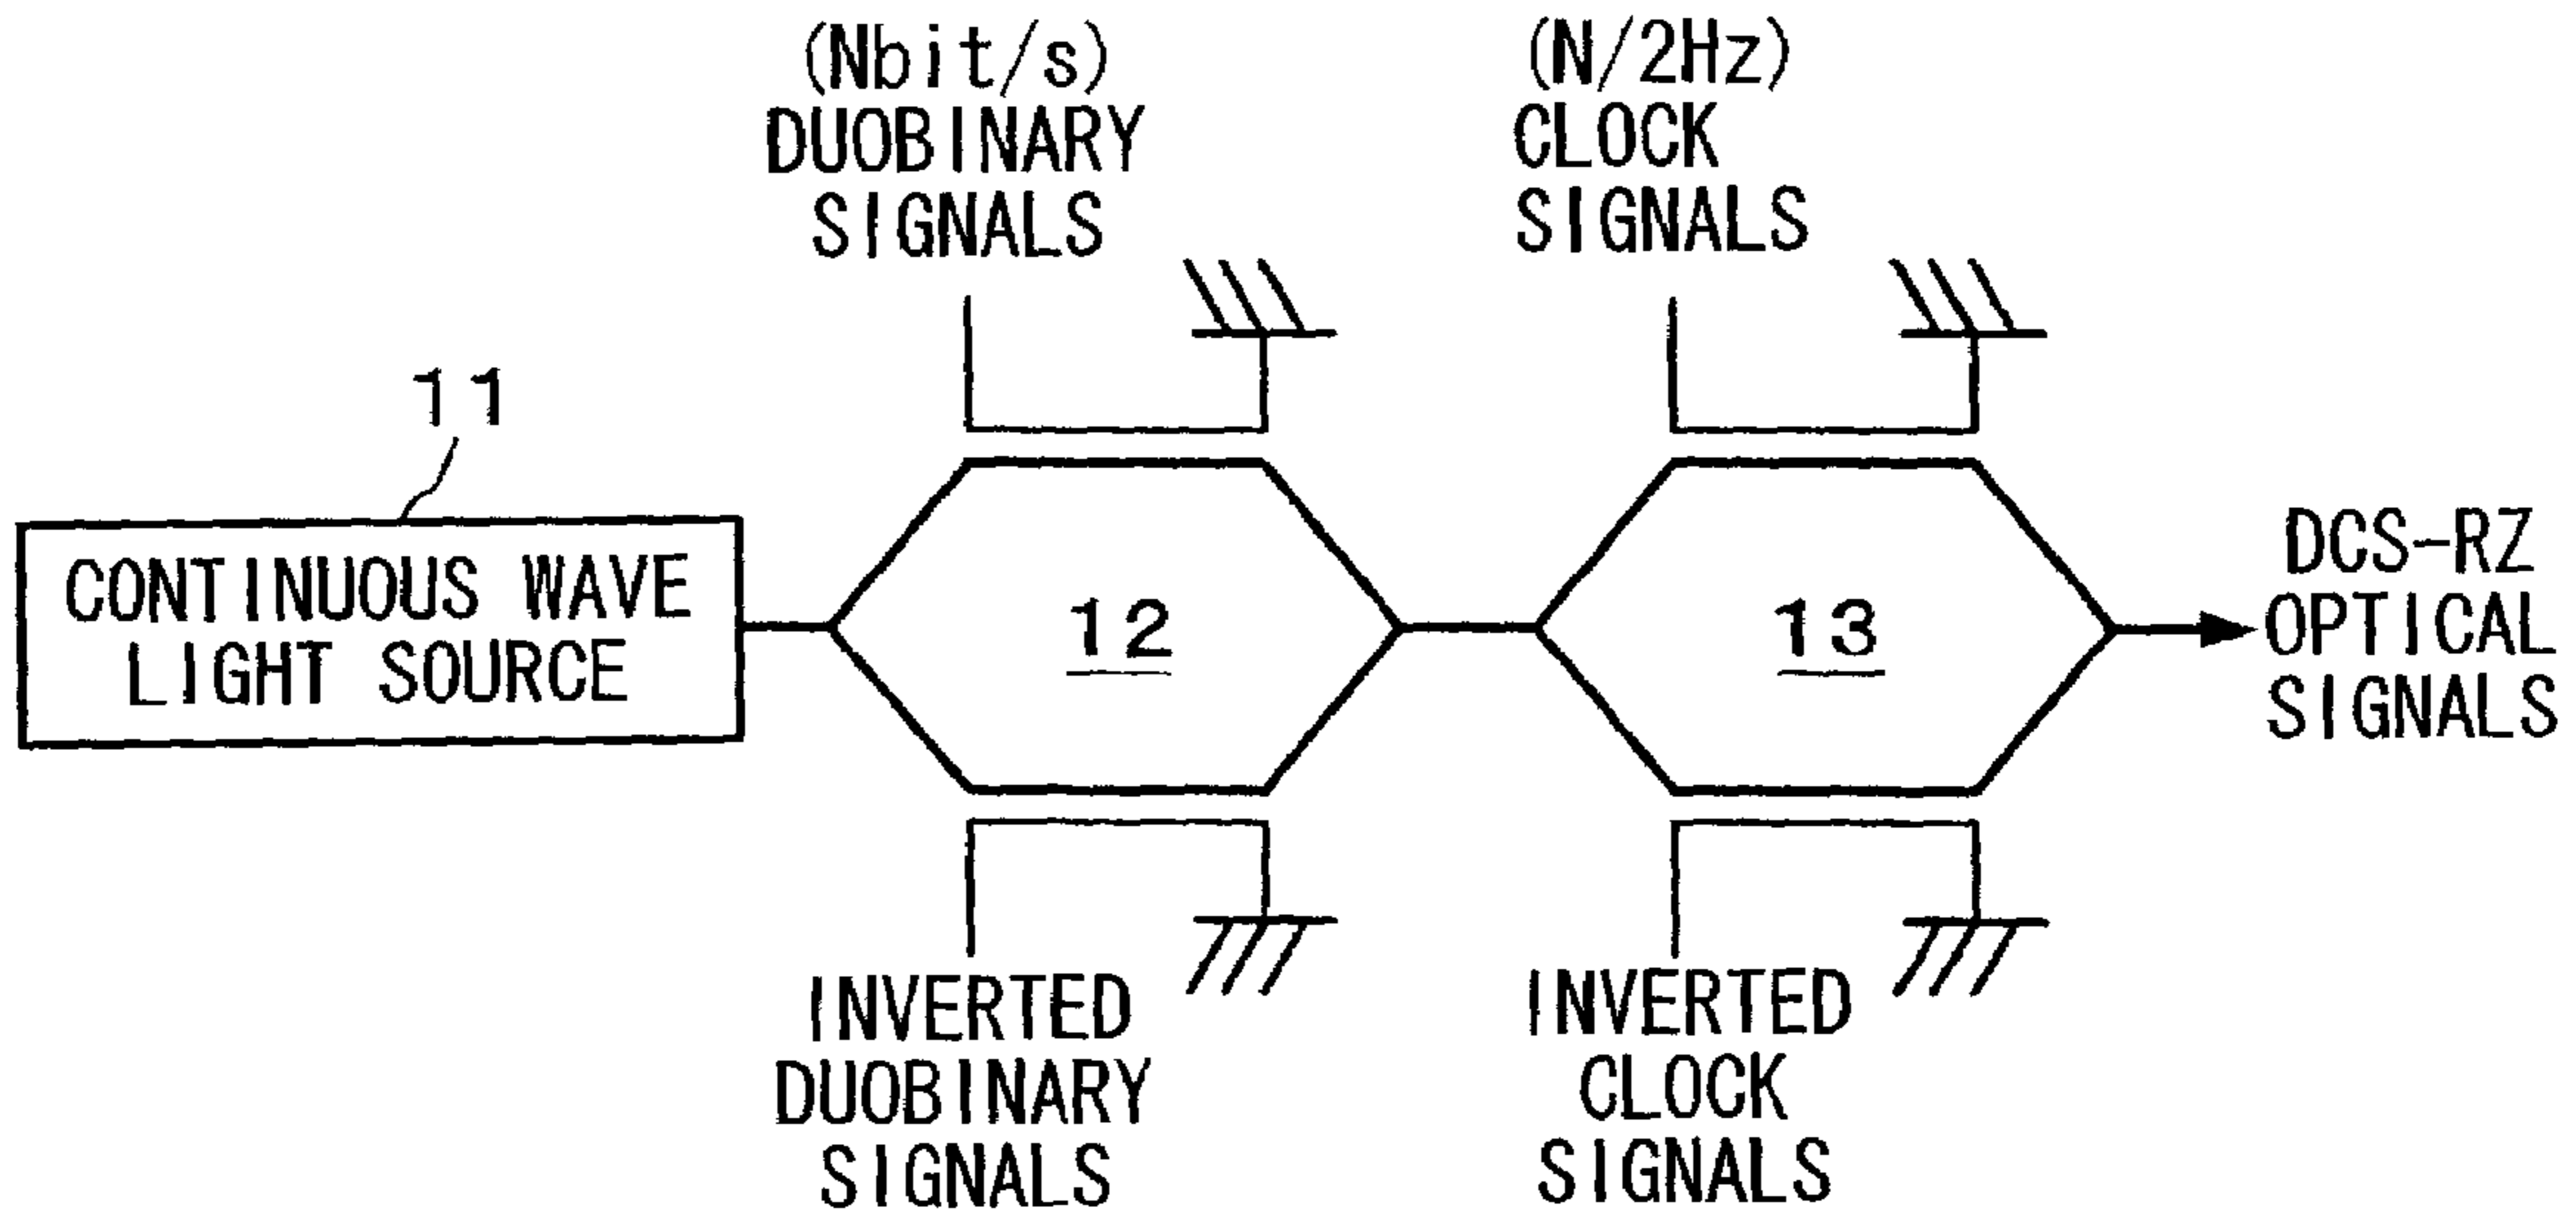 (Nbit/s)
DUOBINARY
SIGNALS
(N/2Hz)
CLOCK
SIGNALS
11
CONTINUOUS WAVE
LIGHT SOURCE
12
13
DCS-RZ
OPTICAL
SIGNALS
INVERTED
DUOBINARY
SIGNALS
INVERTED
CLOCK
SIGNALS